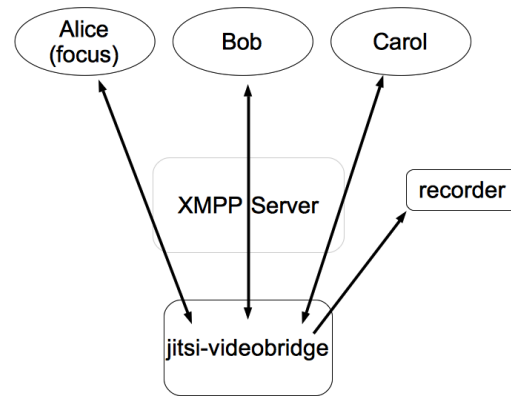 Alice
(focus)
Bob
Carol
XMPP Server
recorder
jitsi-videobridge